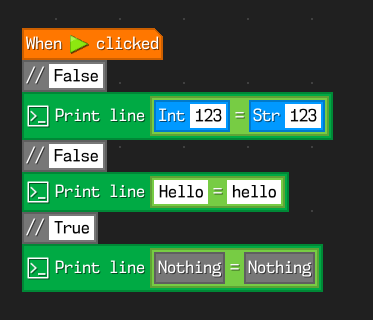 When clicked
// False
>_ Print line Int 123 = Str 123
// False
>_ Print line Hello = hello
// True
>_ Print line Nothing = Nothing